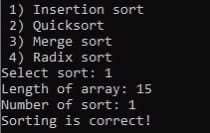 1) Insertion sort
2) Quicksort
3) Merge sort
4) Radix sort
Select sort: 1
Length of array: 15
Number of sort: 1
Sorting is correct!